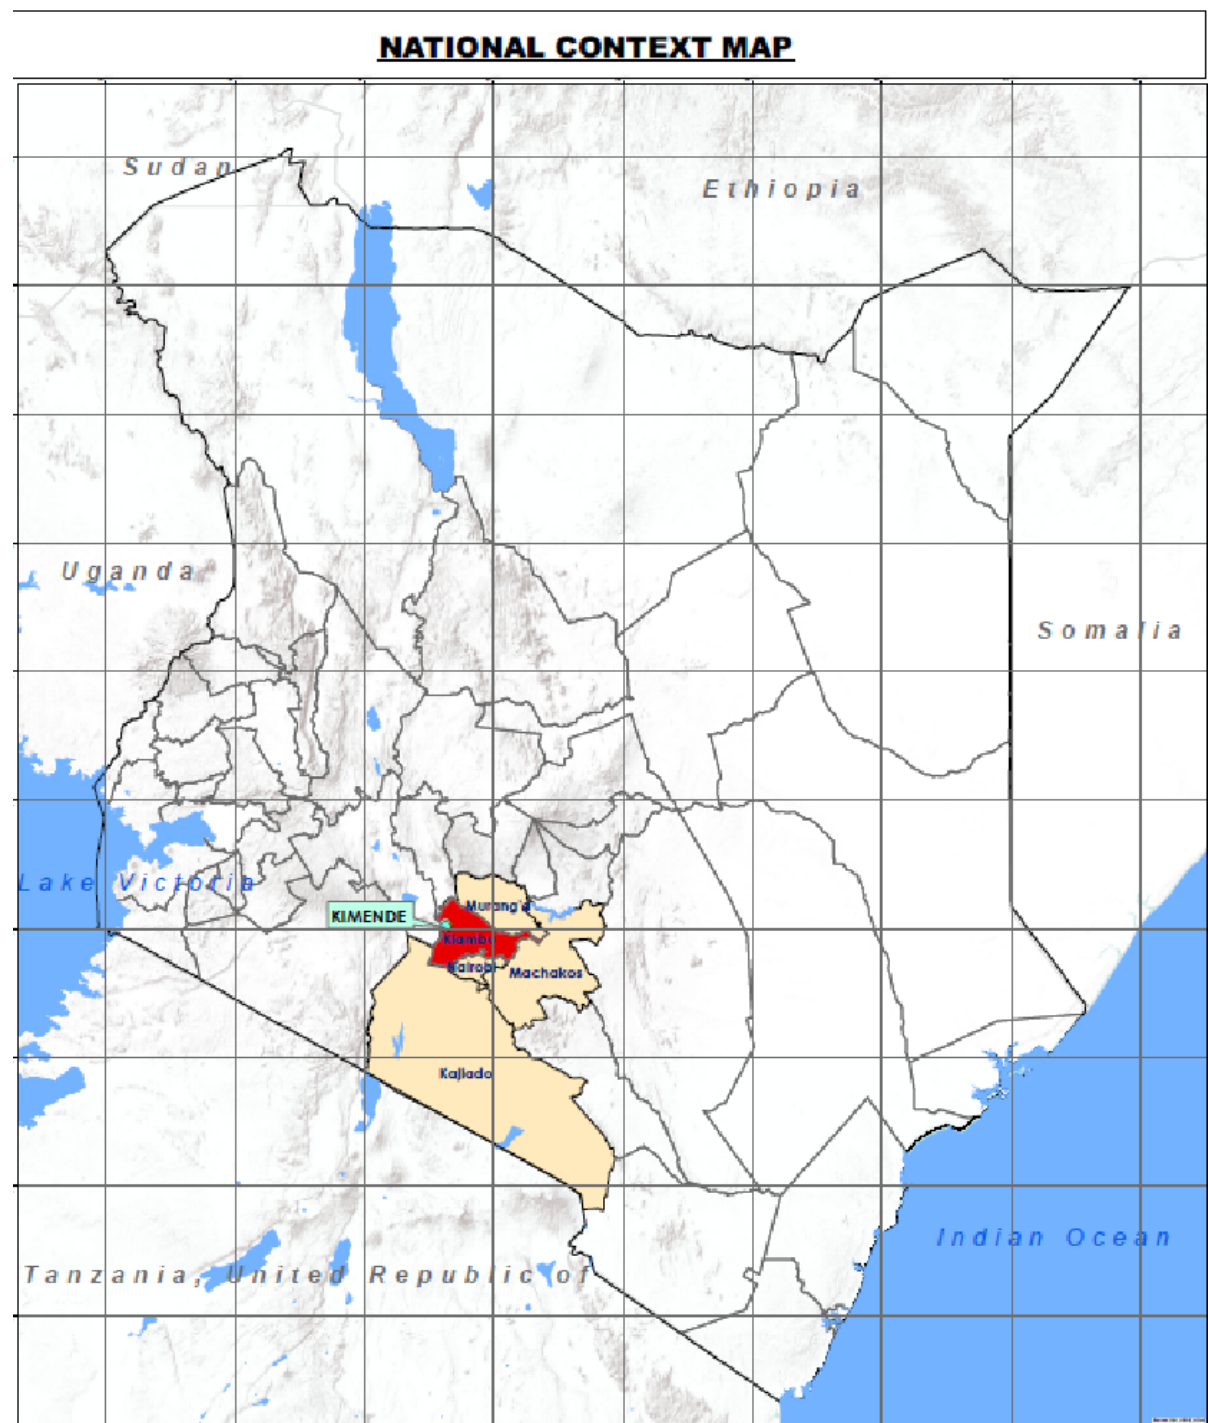 NATIONAL CONTEXT MAP
Sudan
Ethiopia
Uganda
Somalia
Lake Victoria
Murang'a
KIMENDE
Kiambu
Nairobi
Machakos
Kajiado
Indian Ocean
Tanzania, United Republic of